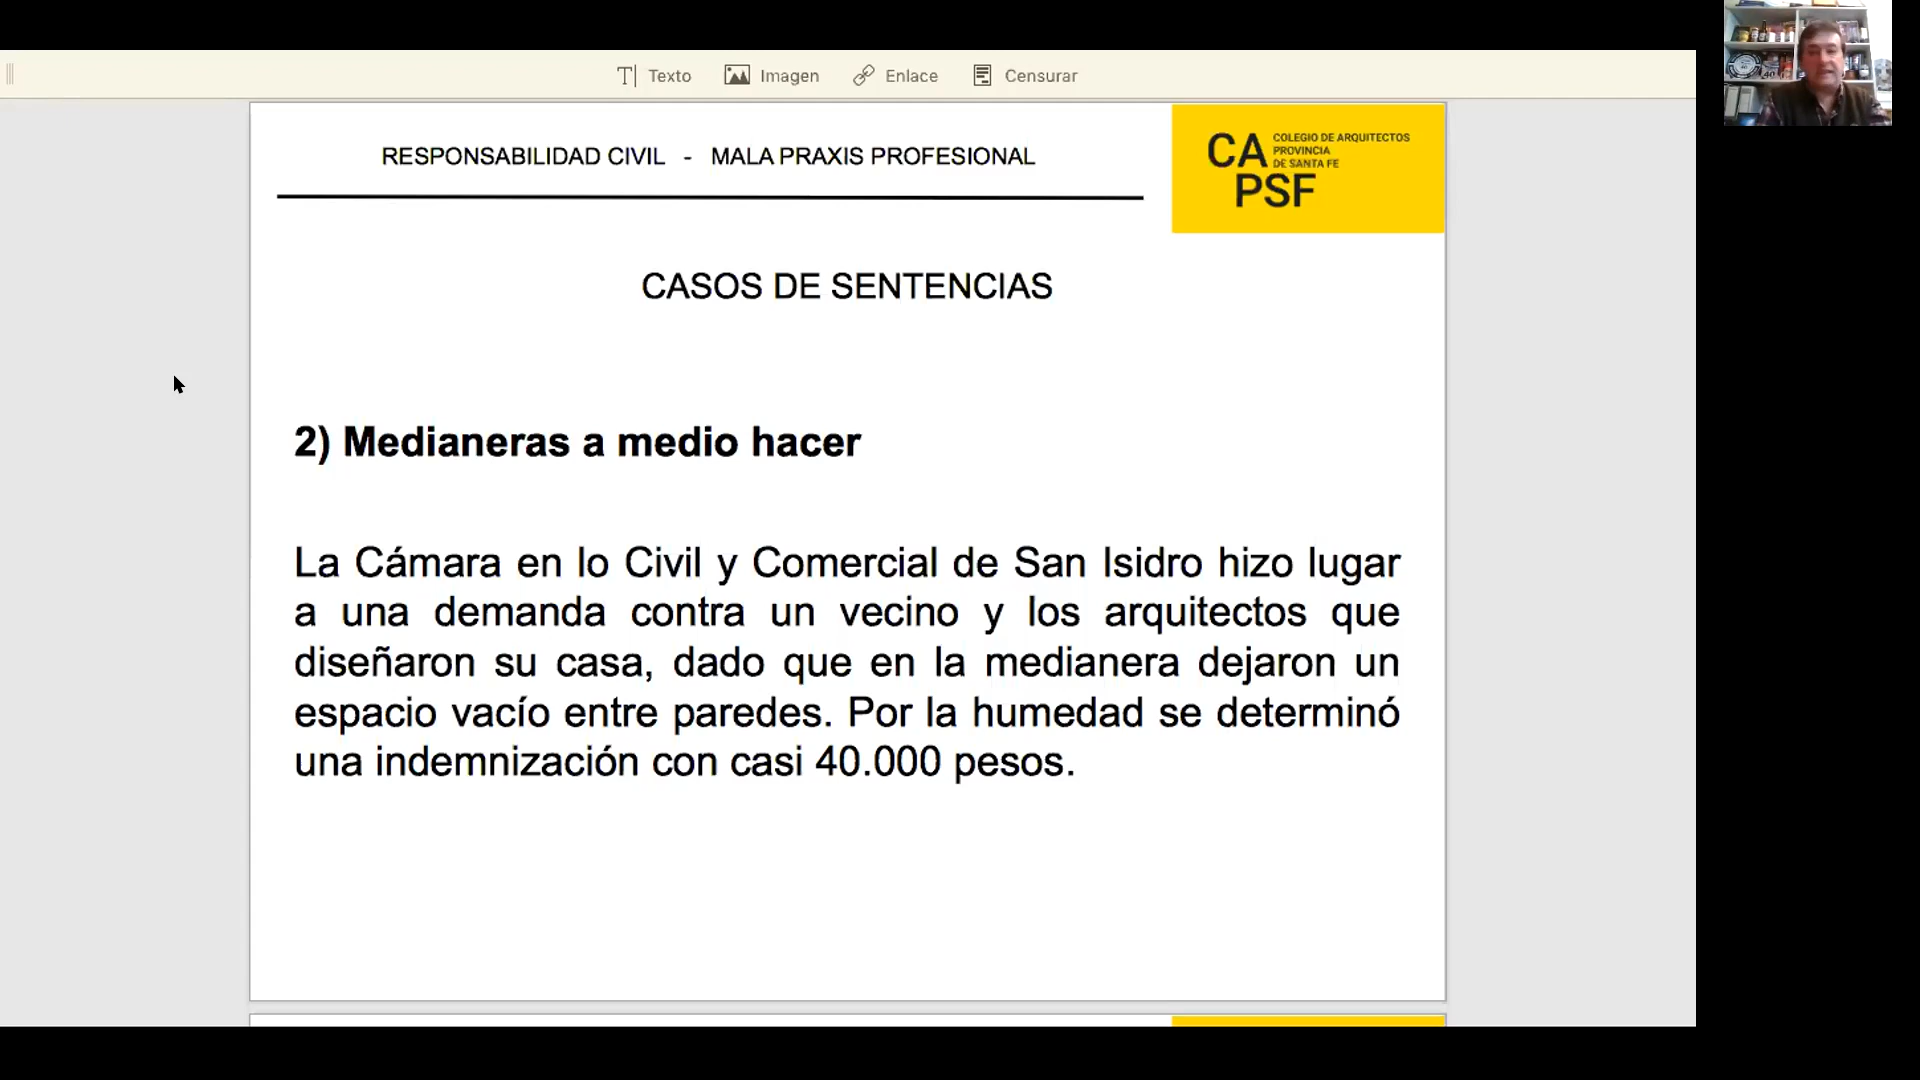 Texto Imagen Enlace Censurar
RESPONSABILIDAD CIVIL - MALA PRAXIS PROFESIONAL
CA
PSF
COLEGIO DE ARQUITECTOS
PROVINCIA
DE SANTA FE
CASOS DE SENTENCIAS
2) Medianeras a medio hacer
La Cámara en lo Civil y Comercial de San Isidro hizo lugar
a una demanda contra un vecino y los arquitectos que
diseñaron su casa, dado que en la medianera dejaron un
espacio vacío entre paredes. Por la humedad se determinó
una indemnización con casi 40.000 pesos.